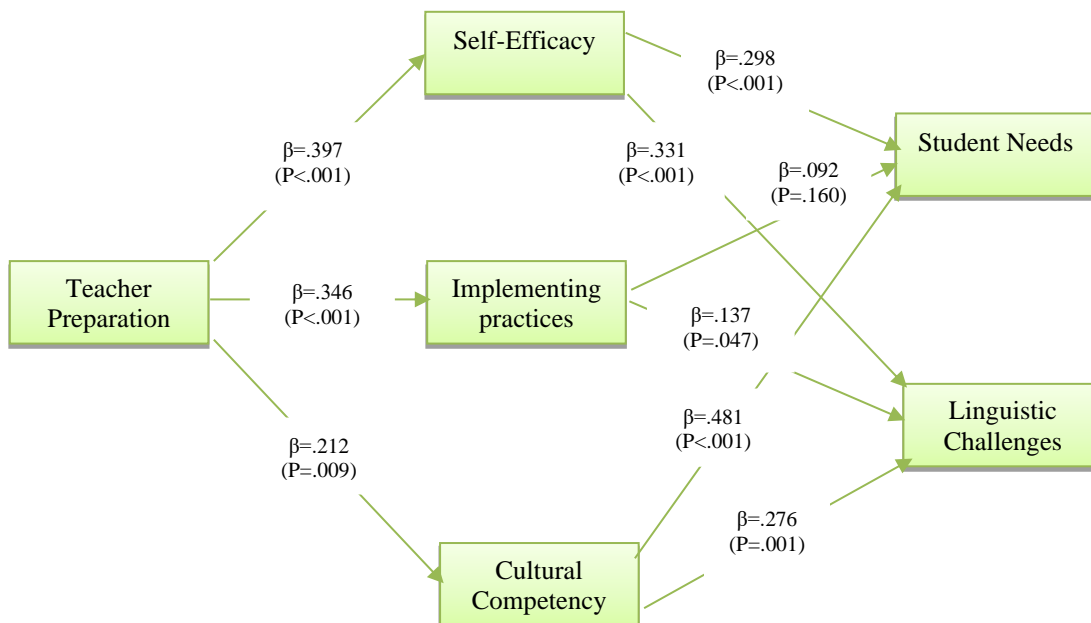 Self-Efficacy
β=.298
(P<.001)
Student Needs
β=.397
(P<.001)
β=.331
(P<.001)
β=.092
(P=.160)
Teacher
Preparation
β=.346
(P<.001)
Implementing
practices
β=.137
(P=.047)
Linguistic
Challenges
β=.212
(P=.009)
β=.481
(P<.001)
β=.276
(P=.001)
Cultural
Competency